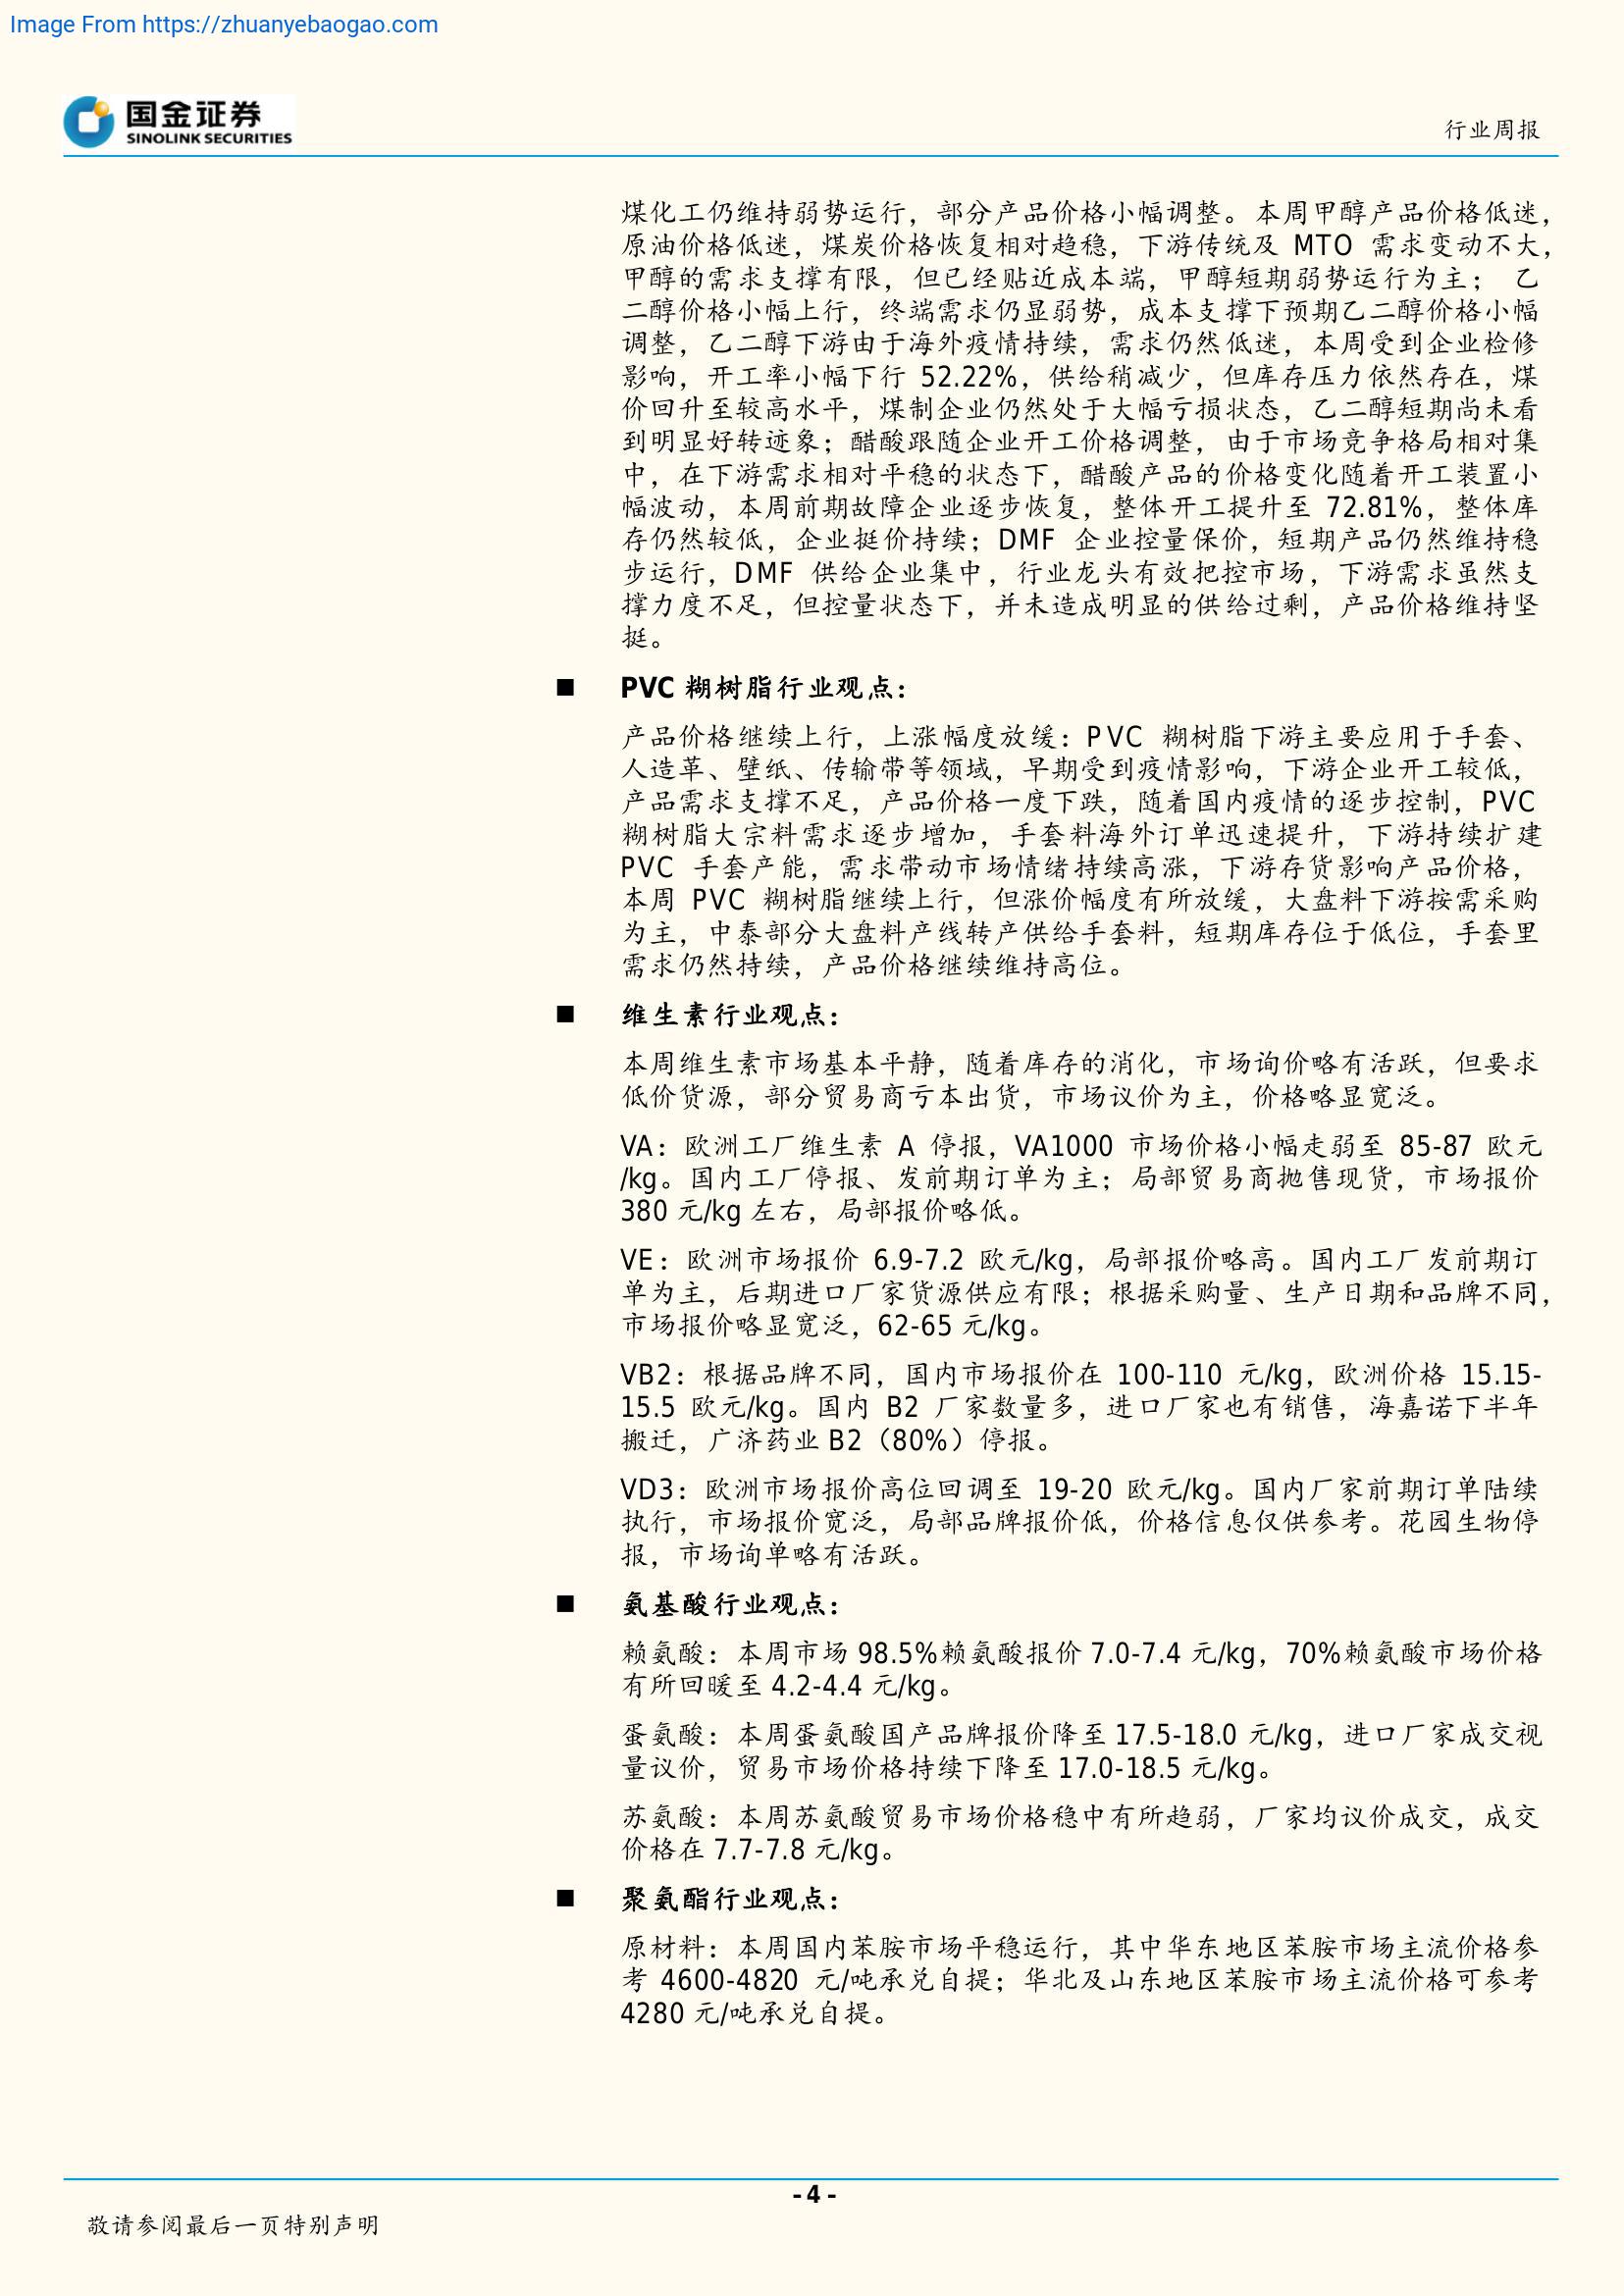 Image From https://zhuanyebaogao.com
国金证券
SINOLINK SECURITIES
行业周报
煤化工仍维持弱势运行，部分产品价格小幅调整。本周甲醇产品价格低迷，
原油价格低迷，煤炭价格恢复相对趋稳，下游传统及 MTO 需求变动不大，
甲醇的需求支撑有限，但已经贴近成本端，甲醇短期弱势运行为主； 乙
二醇价格小幅上行，终端需求仍显弱势，成本支撑下预期乙二醇价格小幅
调整，乙二醇下游由于海外疫情持续，需求仍然低迷，本周受到企业检修
影响，开工率小幅下行 52.22%，供给稍减少，但库存压力依然存在，煤
价回升至较高水平，煤制企业仍然处于大幅亏损状态，乙二醇短期尚未看
到明显好转迹象；醋酸跟随企业开工价格调整，由于市场竞争格局相对集
中，在下游需求相对平稳的状态下，醋酸产品的价格变化随着开工装置小
幅波动，本周前期故障企业逐步恢复，整体开工提升至 72.81%，整体库
存仍然较低，企业挺价持续；DMF 企业控量保价，短期产品仍然维持稳
步运行，DMF 供给企业集中，行业龙头有效把控市场，下游需求虽然支
撑力度不足，但控量状态下，并未造成明显的供给过剩，产品价格维持坚
挺。
■ PVC 糊树脂行业观点：
产品价格继续上行，上涨幅度放缓：PVC 糊树脂下游主要应用于手套、
人造革、壁纸、传输带等领域，早期受到疫情影响，下游企业开工较低，
产品需求支撑不足，产品价格一度下跌，随着国内疫情的逐步控制，PVC
糊树脂大宗料需求逐步增加，手套料海外订单迅速提升，下游持续扩建
PVC 手套产能，需求带动市场情绪持续高涨，下游存货影响产品价格，
本周 PVC 糊树脂继续上行，但涨价幅度有所放缓，大盘料下游按需采购
为主，中泰部分大盘料产线转产供给手套料，短期库存位于低位，手套里
需求仍然持续，产品价格继续维持高位。
■ 维生素行业观点：
本周维生素市场基本平静，随着库存的消化，市场询价略有活跃，但要求
低价货源，部分贸易商亏本出货，市场议价为主，价格略显宽泛。
VA：欧洲工厂维生素 A 停报，VA1000 市场价格小幅走弱至 85-87 欧元
/kg。国内工厂停报、发前期订单为主；局部贸易商抛售现货，市场报价
380 元/kg 左右，局部报价略低。
VE：欧洲市场报价 6.9-7.2 欧元/kg，局部报价略高。国内工厂发前期订
单为主，后期进口厂家货源供应有限；根据采购量、生产日期和品牌不同，
市场报价略显宽泛，62-65 元/kg。
VB2：根据品牌不同，国内市场报价在 100-110 元/kg，欧洲价格 15.15-
15.5 欧元/kg。国内 B2 厂家数量多，进口厂家也有销售，海嘉诺下半年
搬迁，广济药业 B2（80%）停报。
VD3：欧洲市场报价高位回调至 19-20 欧元/kg。国内厂家前期订单陆续
执行，市场报价宽泛，局部品牌报价低，价格信息仅供参考。花园生物停
报，市场询单略有活跃。
■ 氨基酸行业观点：
赖氨酸：本周市场 98.5%赖氨酸报价 7.0-7.4 元/kg，70%赖氨酸市场价格
有所回暖至 4.2-4.4 元/kg。
蛋氨酸：本周蛋氨酸国产品牌报价降至 17.5-18.0 元/kg，进口厂家成交视
量议价，贸易市场价格持续下降至 17.0-18.5 元/kg。
苏氨酸：本周苏氨酸贸易市场价格稳中有所趋弱，厂家均议价成交，成交
价格在 7.7-7.8 元/kg。
■ 聚氨酯行业观点：
原材料：本周国内苯胺市场平稳运行，其中华东地区苯胺市场主流价格参
考 4600-4820 元/吨承兑自提；华北及山东地区苯胺市场主流价格可参考
4280 元/吨承兑自提。
- 4 -
敬请参阅最后一页特别声明